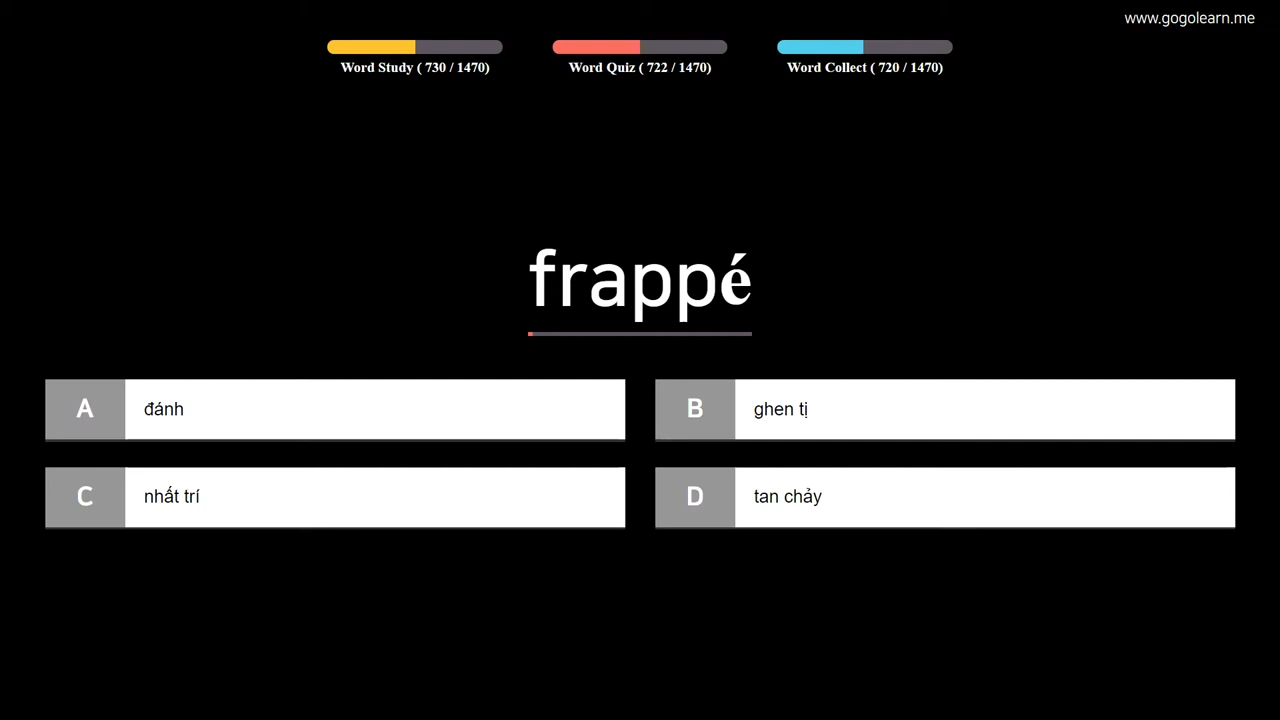 www.gogolearn.me
Word Study ( 730 / 1470)
Word Quiz ( 722 / 1470)
Word Collect ( 720 / 1470)
frappé
A đánh
B ghen tị
C nhất trí
D tan chảy